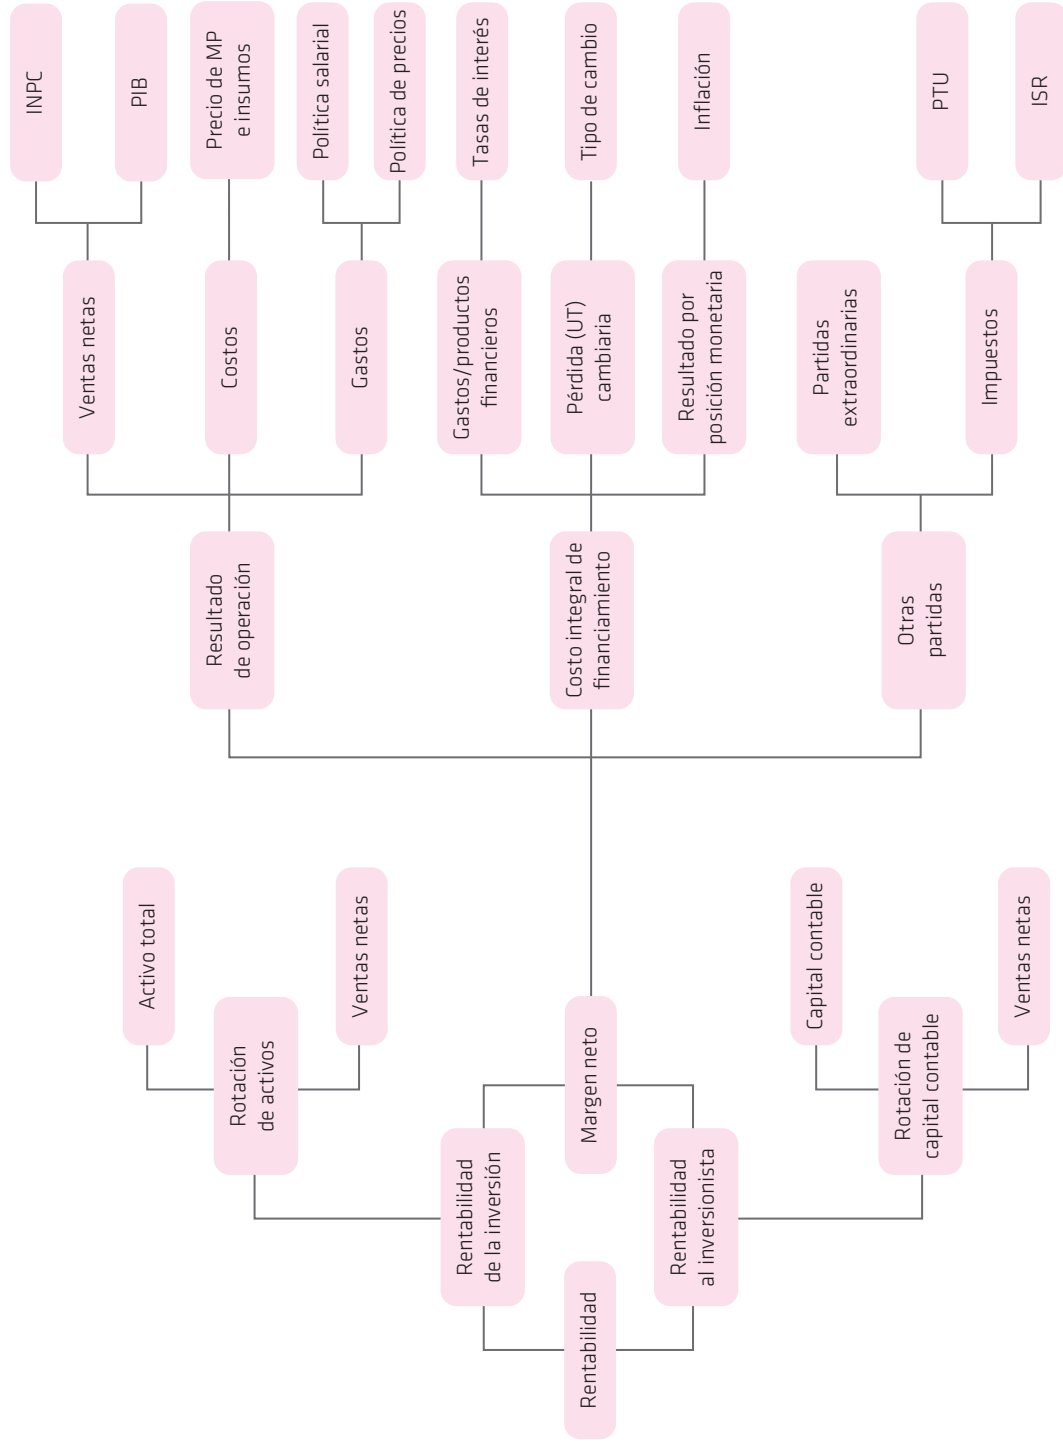 Rentabilidad
Rentabilidad
de la inversión
Rentabilidad
al inversionista
Rotación
de activos
Activo total
Ventas netas
Margen neto
Rotación de
capital contable
Capital contable
Ventas netas
Resultado
de operación
Costo integral de
financiamiento
Otras
partidas
Ventas netas
Costos
Gastos
Gastos/productos
financieros
Pérdida (UT)
cambiaria
Resultado por
posición monetaria
Partidas
extraordinarias
Impuestos
INPC
PIB
Precio de MP
e insumos
Política salarial
Política de precios
Tasas de interés
Tipo de cambio
Inflación
PTU
ISR